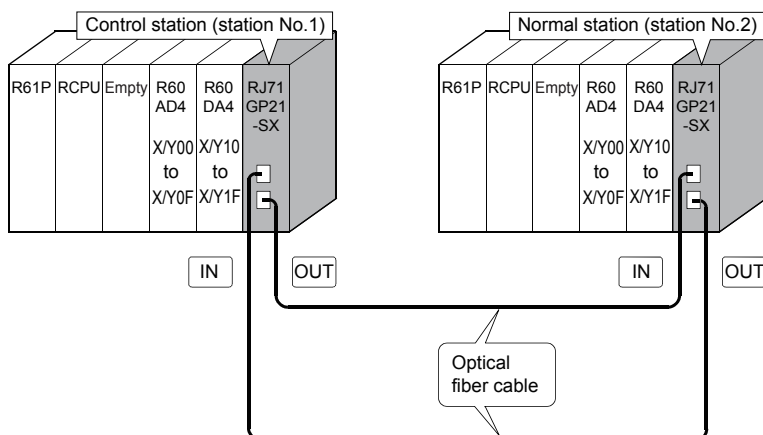 Control station (station No.1)
R61P
RCPU
Empty
R60
AD4
X/Y00
to
X/Y0F
R60
DA4
X/Y10
to
X/Y1F
RJ71
GP21
-SX
IN
OUT
Normal station (station No.2)
R61P
RCPU
Empty
R60
AD4
X/Y00
to
X/Y0F
R60
DA4
X/Y10
to
X/Y1F
RJ71
GP21
-SX
IN
OUT
Optical
fiber cable